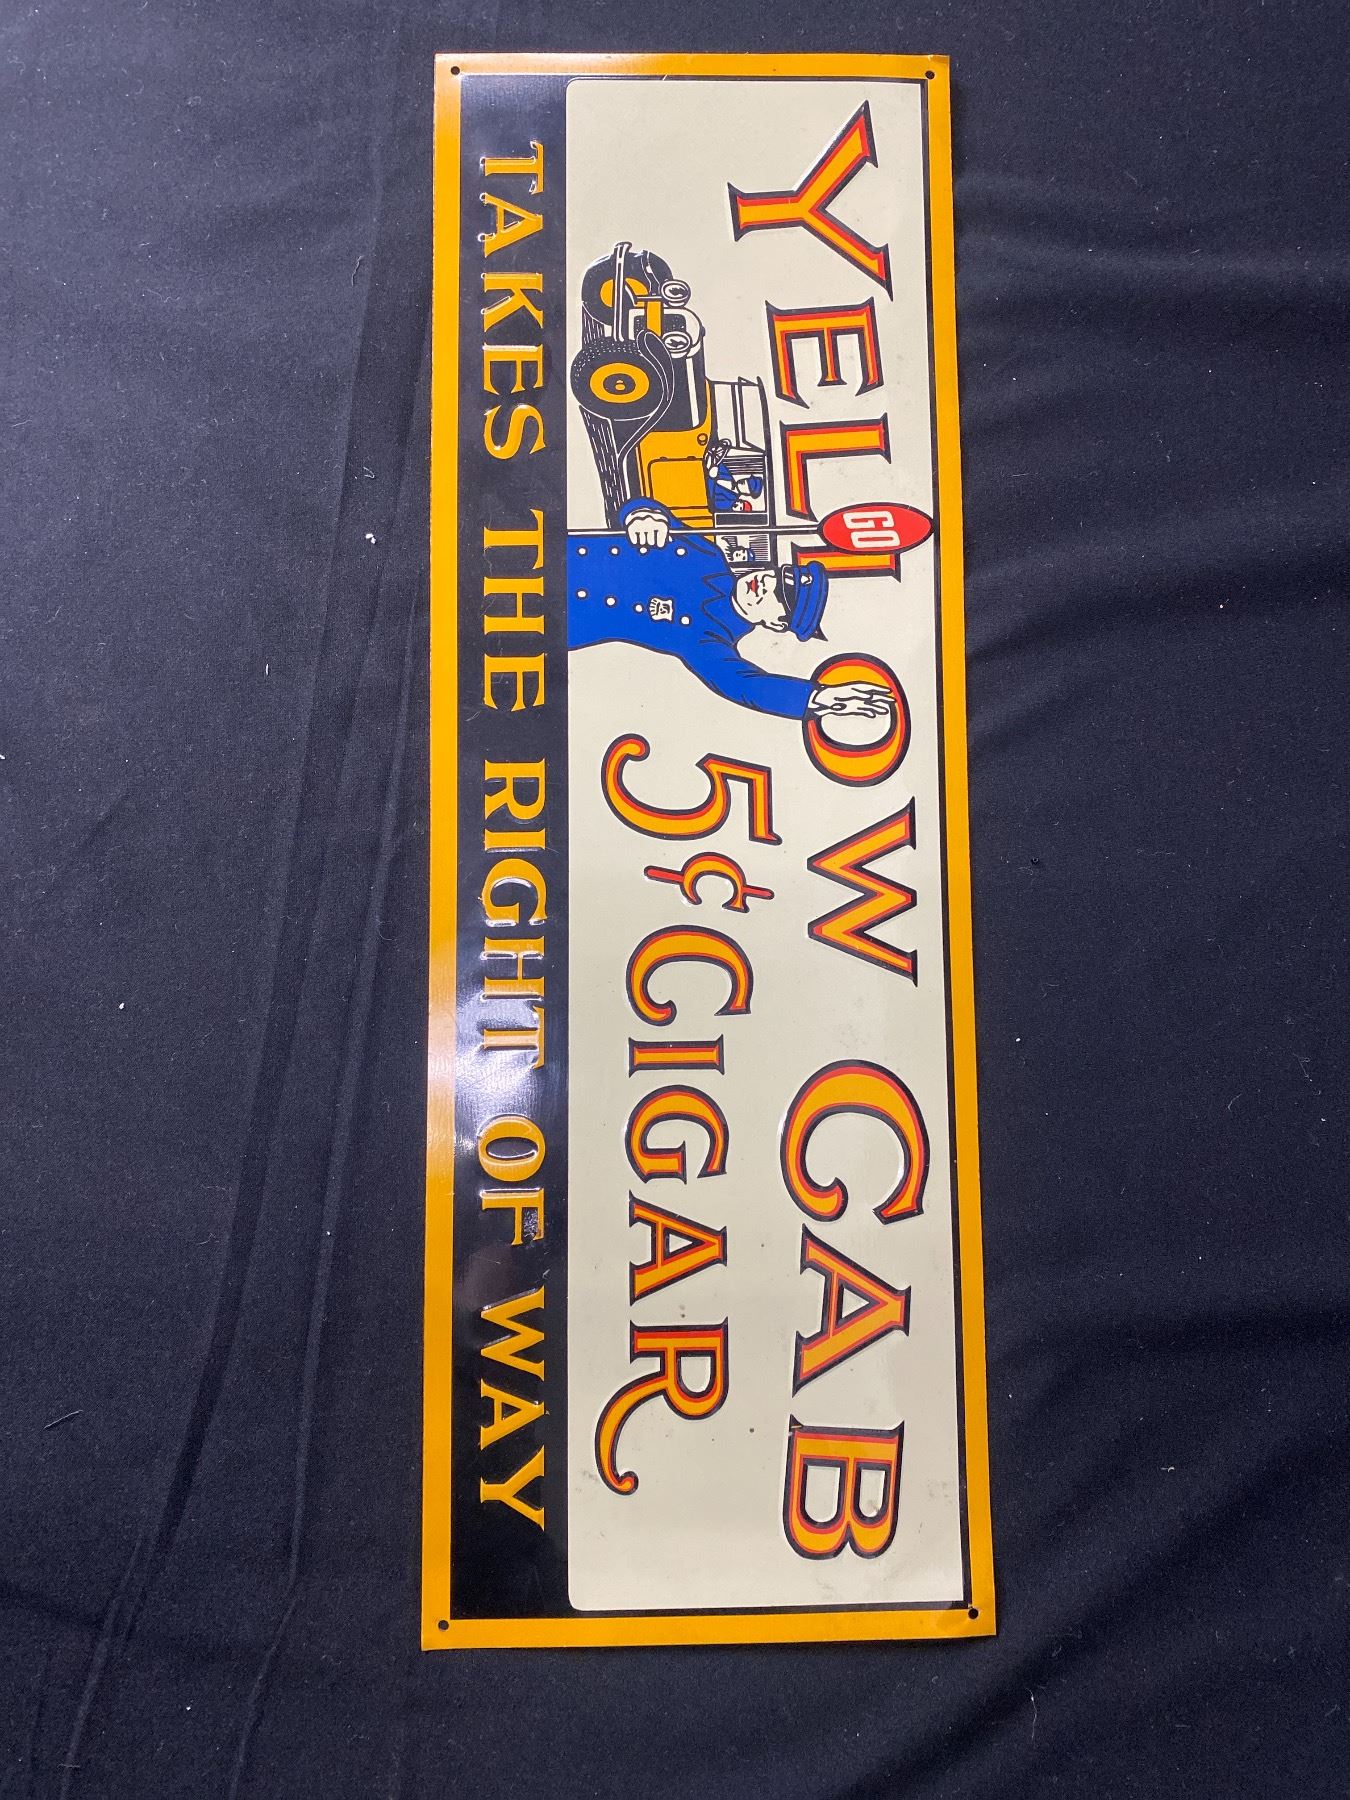 YELLOW CAB
GO
5¢ CIGAR
TAKES THE RIGHT OF WAY